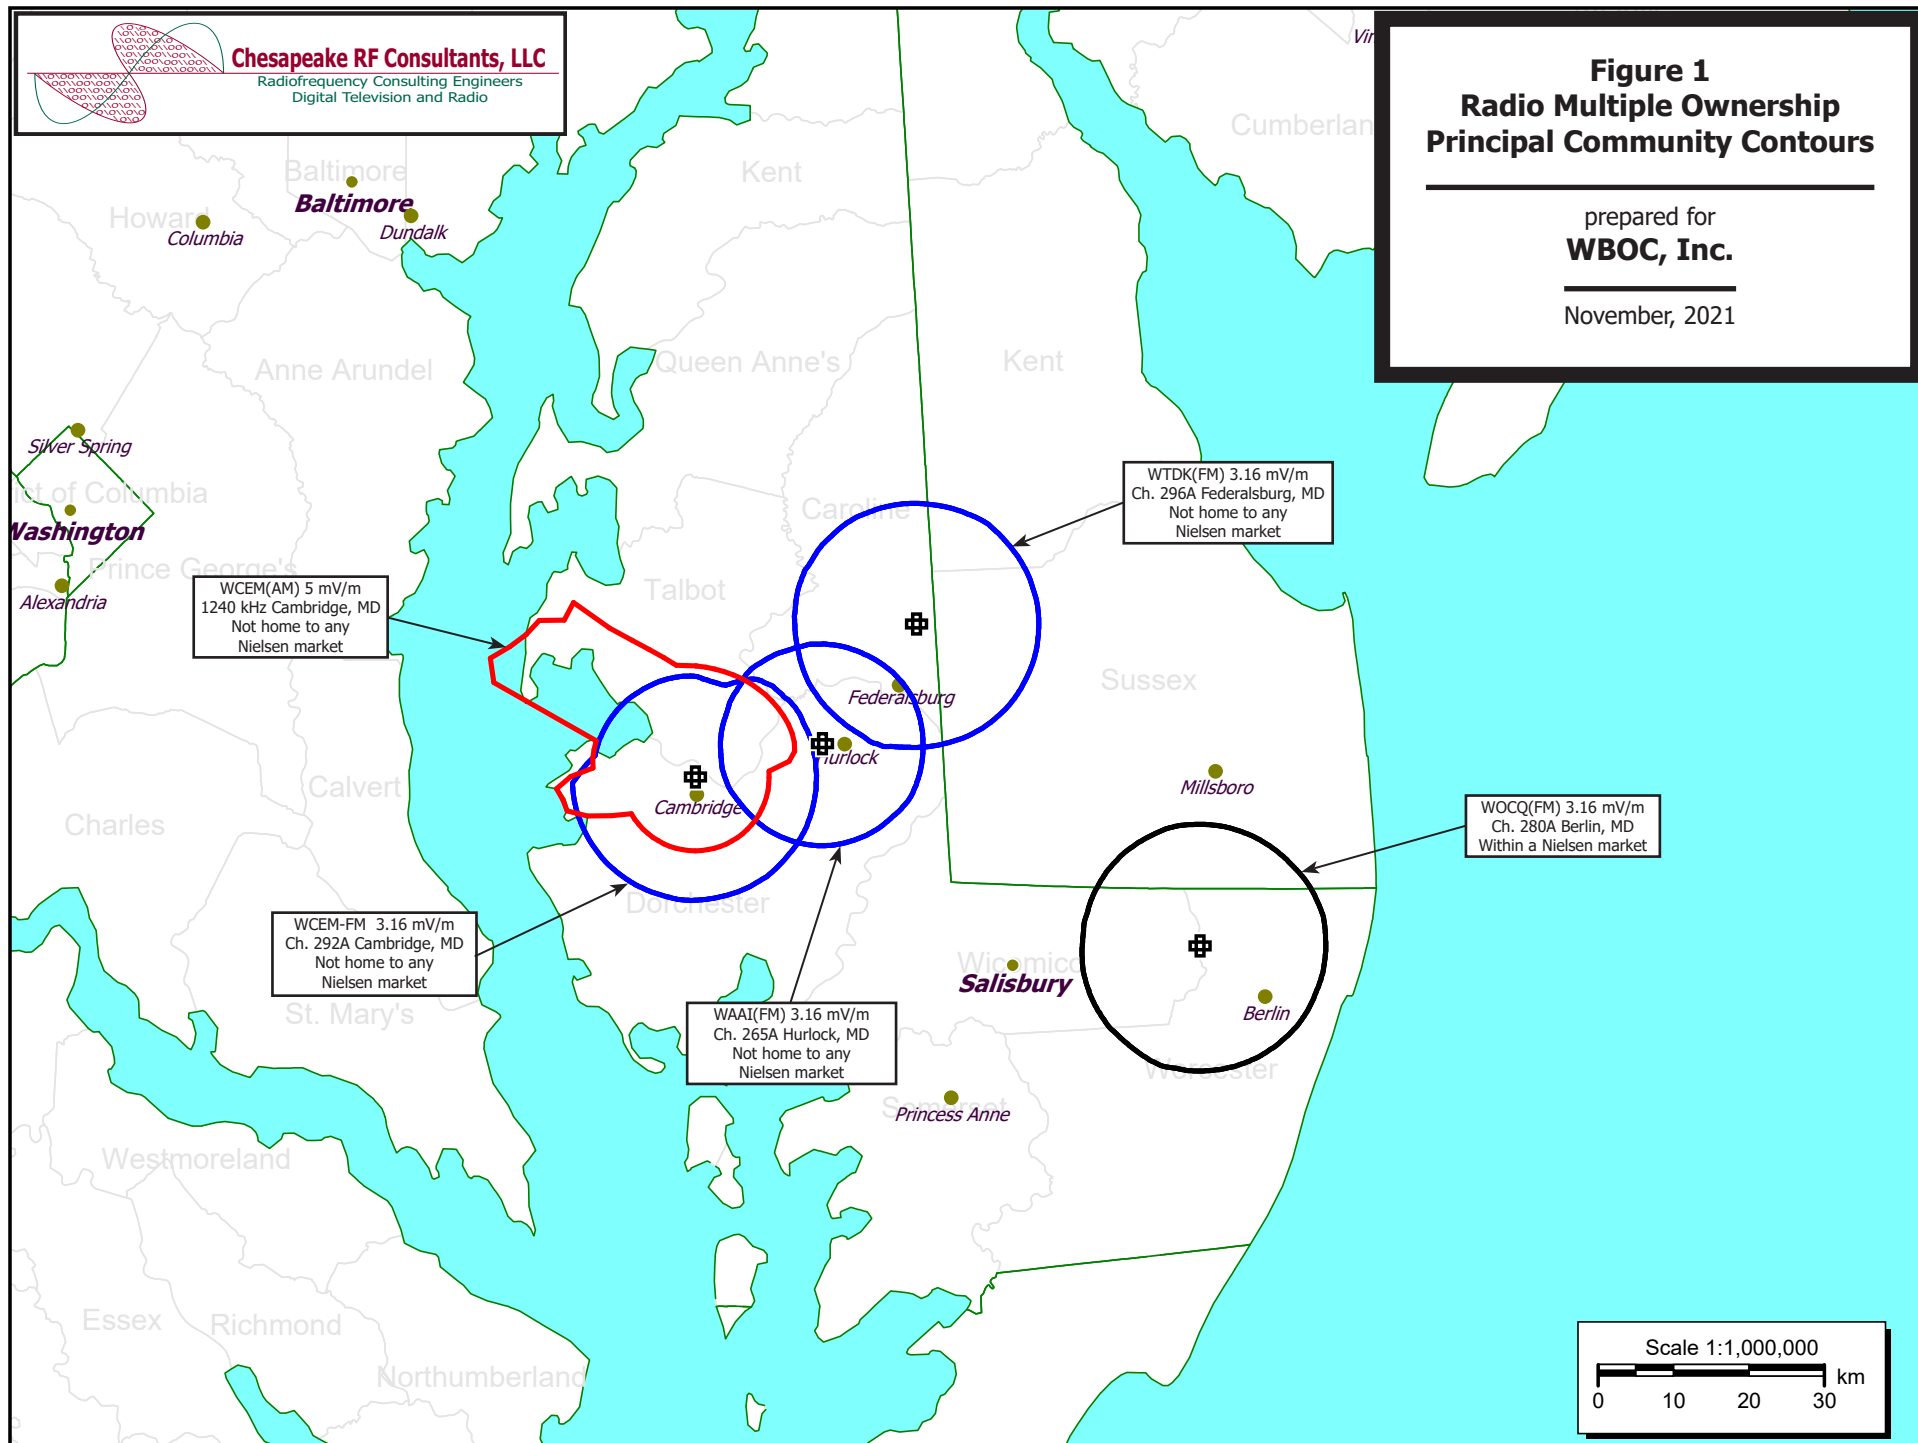 Chesapeake RF Consultants, LLC
Radiofrequency Consulting Engineers
Digital Television and Radio
Figure 1
Radio Multiple Ownership
Principal Community Contours
prepared for
WBOC, Inc.
November, 2021
Cumberlan
Baltimore
Baltimore
Dundalk
Howard
Columbia
Kent
Anne Arundel
Queen Anne's
Kent
Silver Spring
ict of Columbia
Washington
Prince George's
Alexandria
Caroline
WTDK(FM) 3.16 mV/m
Ch. 296A Federalsburg, MD
Not home to any
Nielsen market
WCEM(AM) 5 mV/m
1240 kHz Cambridge, MD
Not home to any
Nielsen market
Talbot
Federalsburg
Sussex
Hurlock
Cambridge
Millsboro
Calvert
Charles
WOCQ(FM) 3.16 mV/m
Ch. 280A Berlin, MD
Within a Nielsen market
Dorchester
WCEM-FM 3.16 mV/m
Ch. 292A Cambridge, MD
Not home to any
Nielsen market
Wicomico
Salisbury
Berlin
St. Mary's
WAAI(FM) 3.16 mV/m
Ch. 265A Hurlock, MD
Not home to any
Nielsen market
Worcester
Somerset
Princess Anne
Westmoreland
Essex
Richmond
Northumberland
Scale 1:1,000,000
km
0 10 20 30